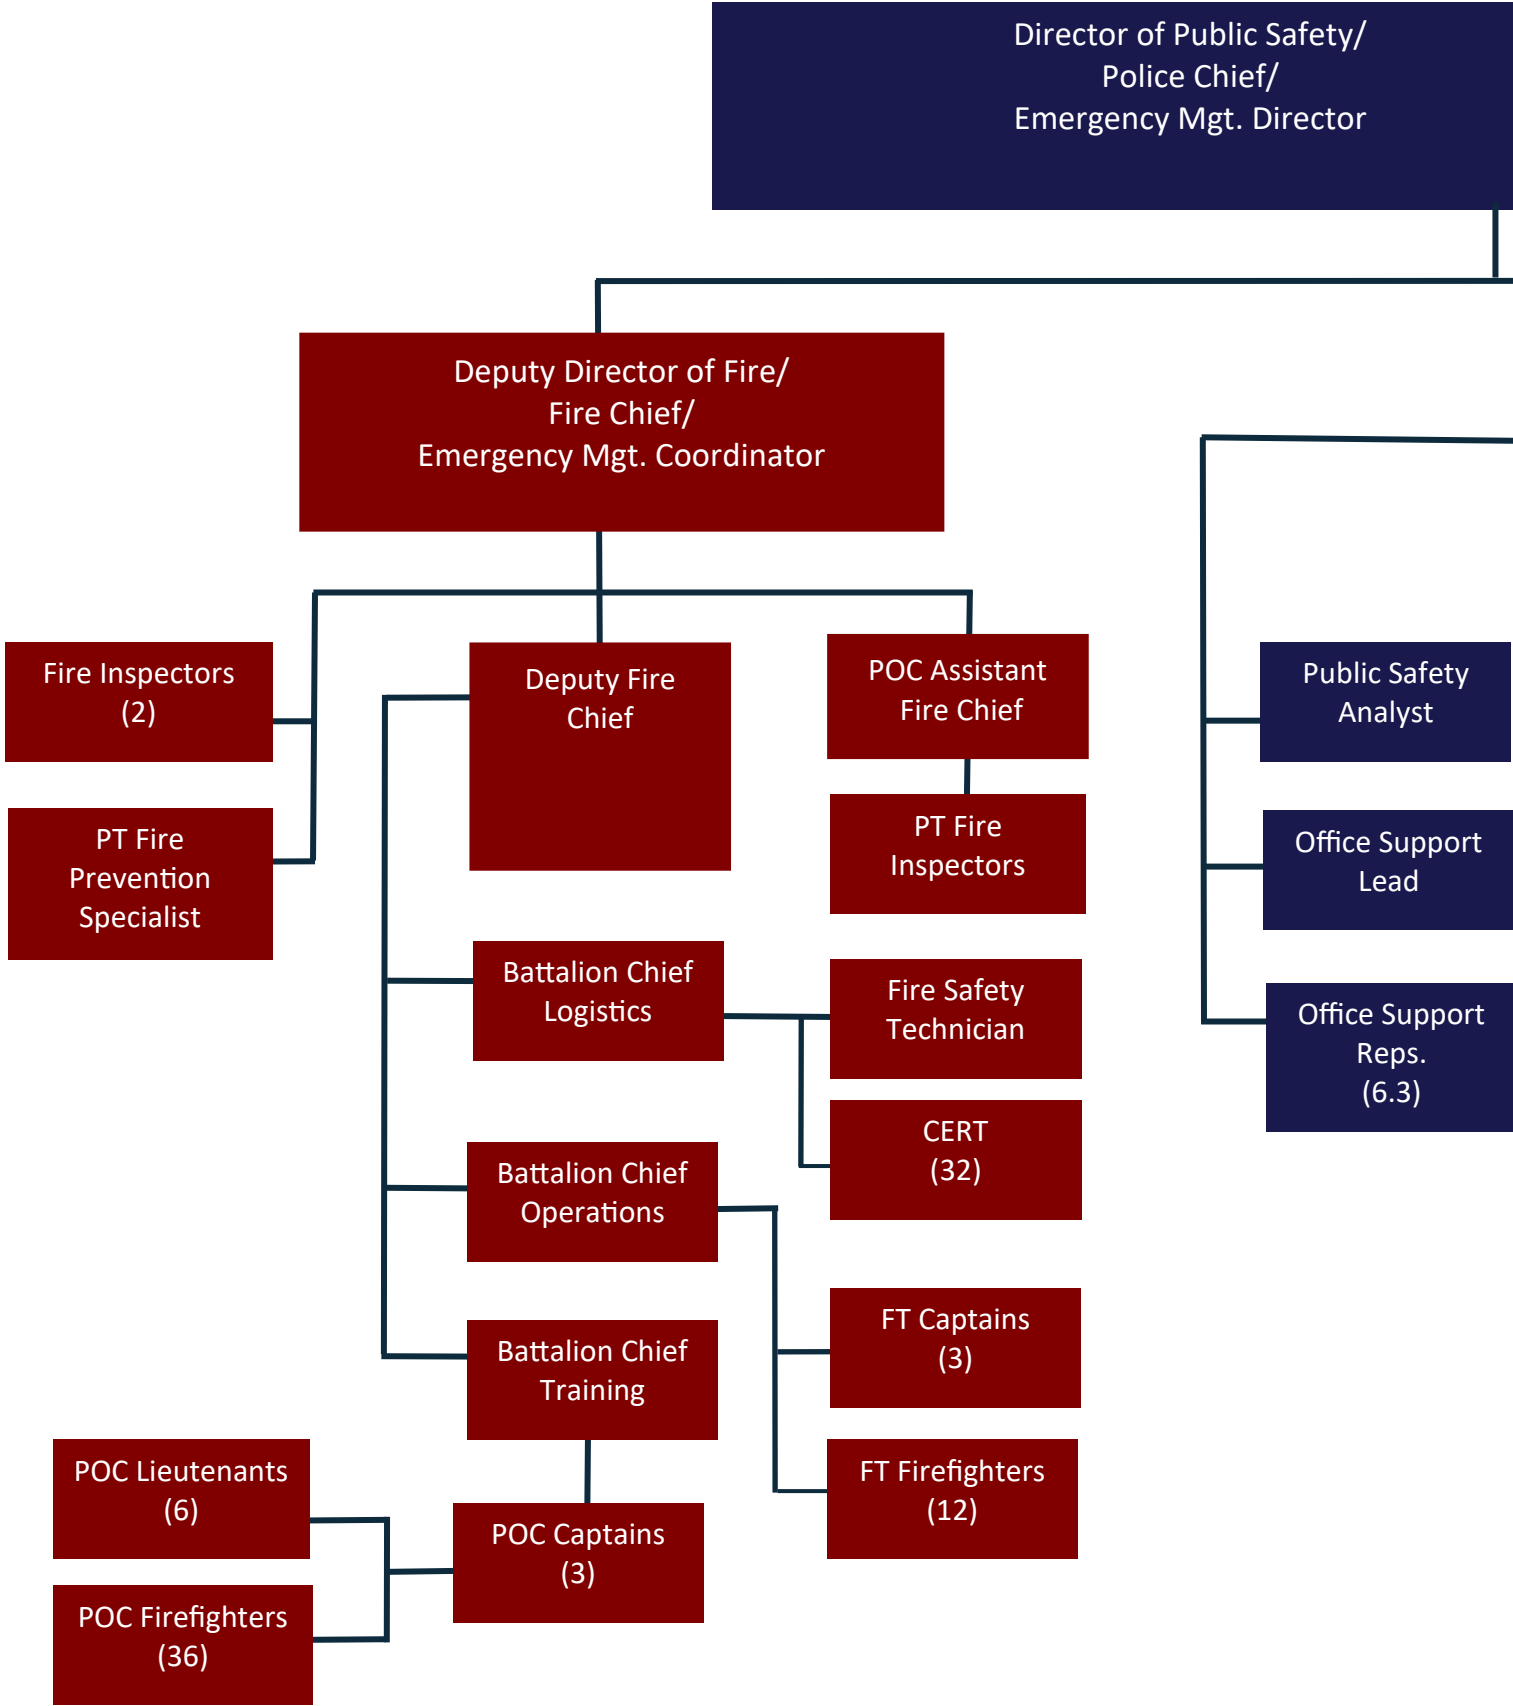 Director of Public Safety/
Police Chief/
Emergency Mgt. Director
Deputy Director of Fire/
Fire Chief/
Emergency Mgt. Coordinator
Fire Inspectors
(2)
Deputy Fire
Chief
POC Assistant
Fire Chief
Public Safety
Analyst
PT Fire
Prevention
Specialist
PT Fire
Inspectors
Office Support
Lead
Battalion Chief
Logistics
Fire Safety
Technician
Office Support
Reps.
(6.3)
CERT
(32)
Battalion Chief
Operations
FT Captains
(3)
Battalion Chief
Training
FT Firefighters
(12)
POC Lieutenants
(6)
POC Captains
(3)
POC Firefighters
(36)